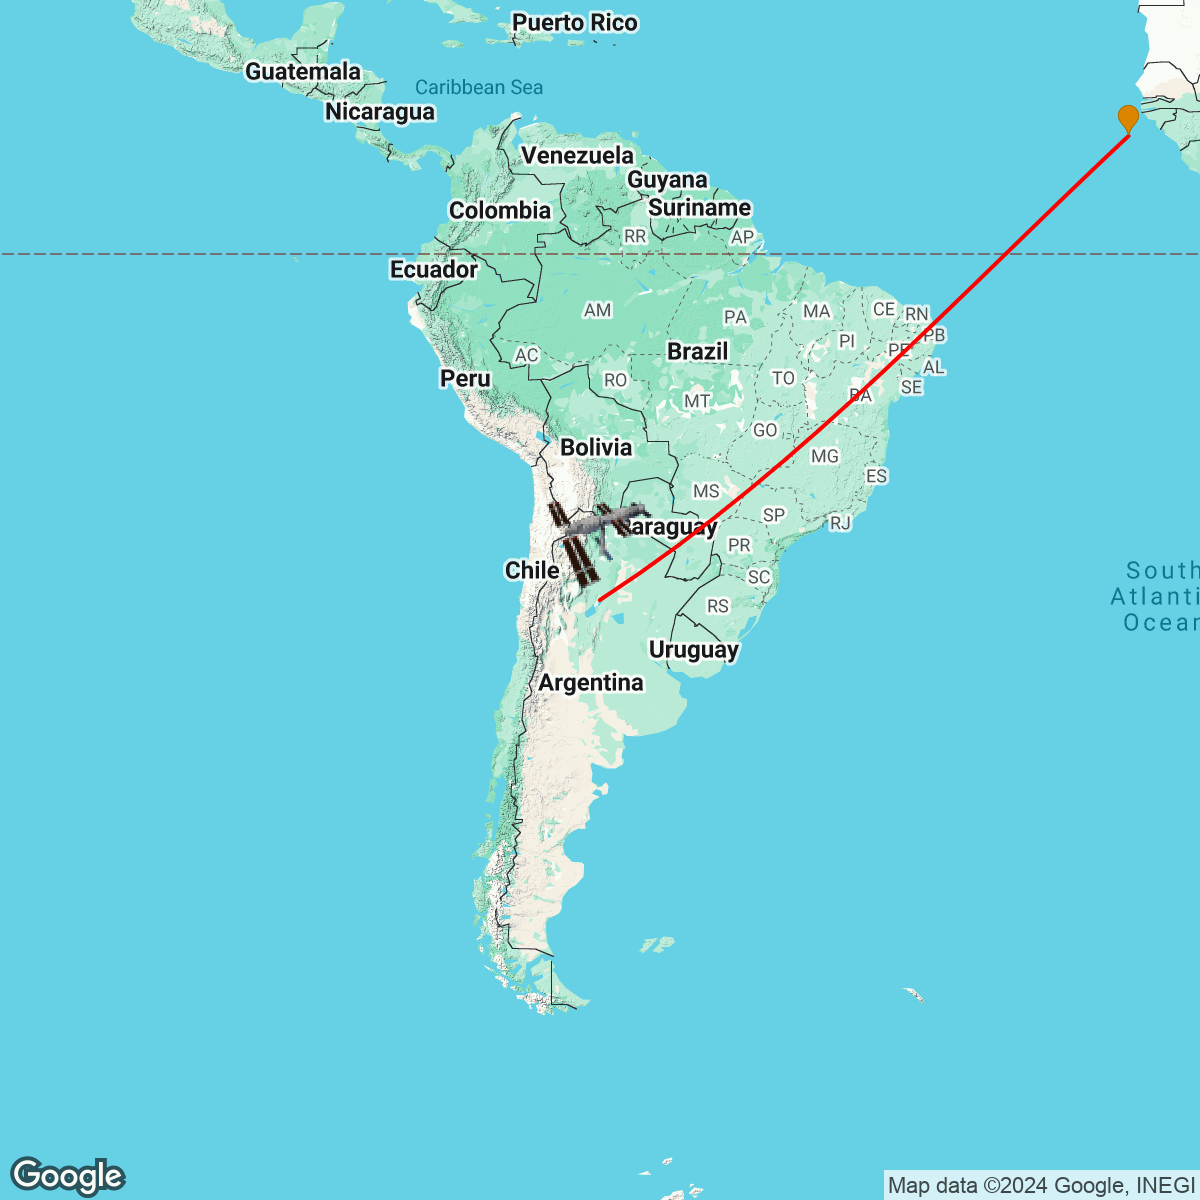 Puerto Rico
Guatemala
Caribbean Sea
Nicaragua
Venezuela
Guyana
Suriname
Colombia
RR
AP
Ecuador
AM
PA
MA
CE
RN
PB
PI
PE
Brazil
AC
AL
Peru
RO
TO
SE
MT
BA
GO
Bolivia
MG
ES
MS
SP
RJ
Paraguay
PR
Chile
SC
South
Atlanti
Ocean
RS
Uruguay
Argentina
Google
Map data ©2024 Google, INEGI